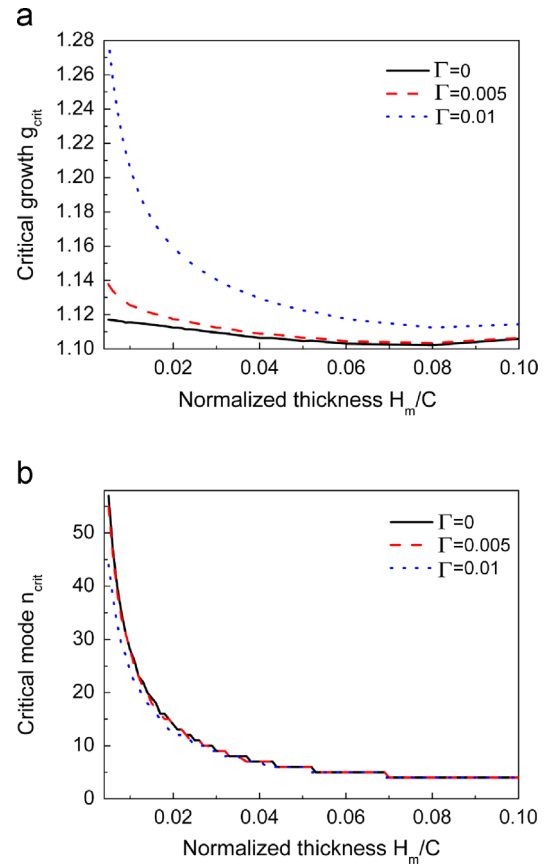 a
1.28
1.26
1.24
1.22
1.20
1.18
1.16
1.14
1.12
1.10
Critical growth g_crit
Γ=0
Γ=0.005
Γ=0.01
0.02 0.04 0.06 0.08 0.10
Normalized thickness H_m/C
b
50
40
30
20
10
0
Critical mode n_crit
Γ=0
Γ=0.005
Γ=0.01
0.02 0.04 0.06 0.08 0.10
Normalized thickness H_m/C